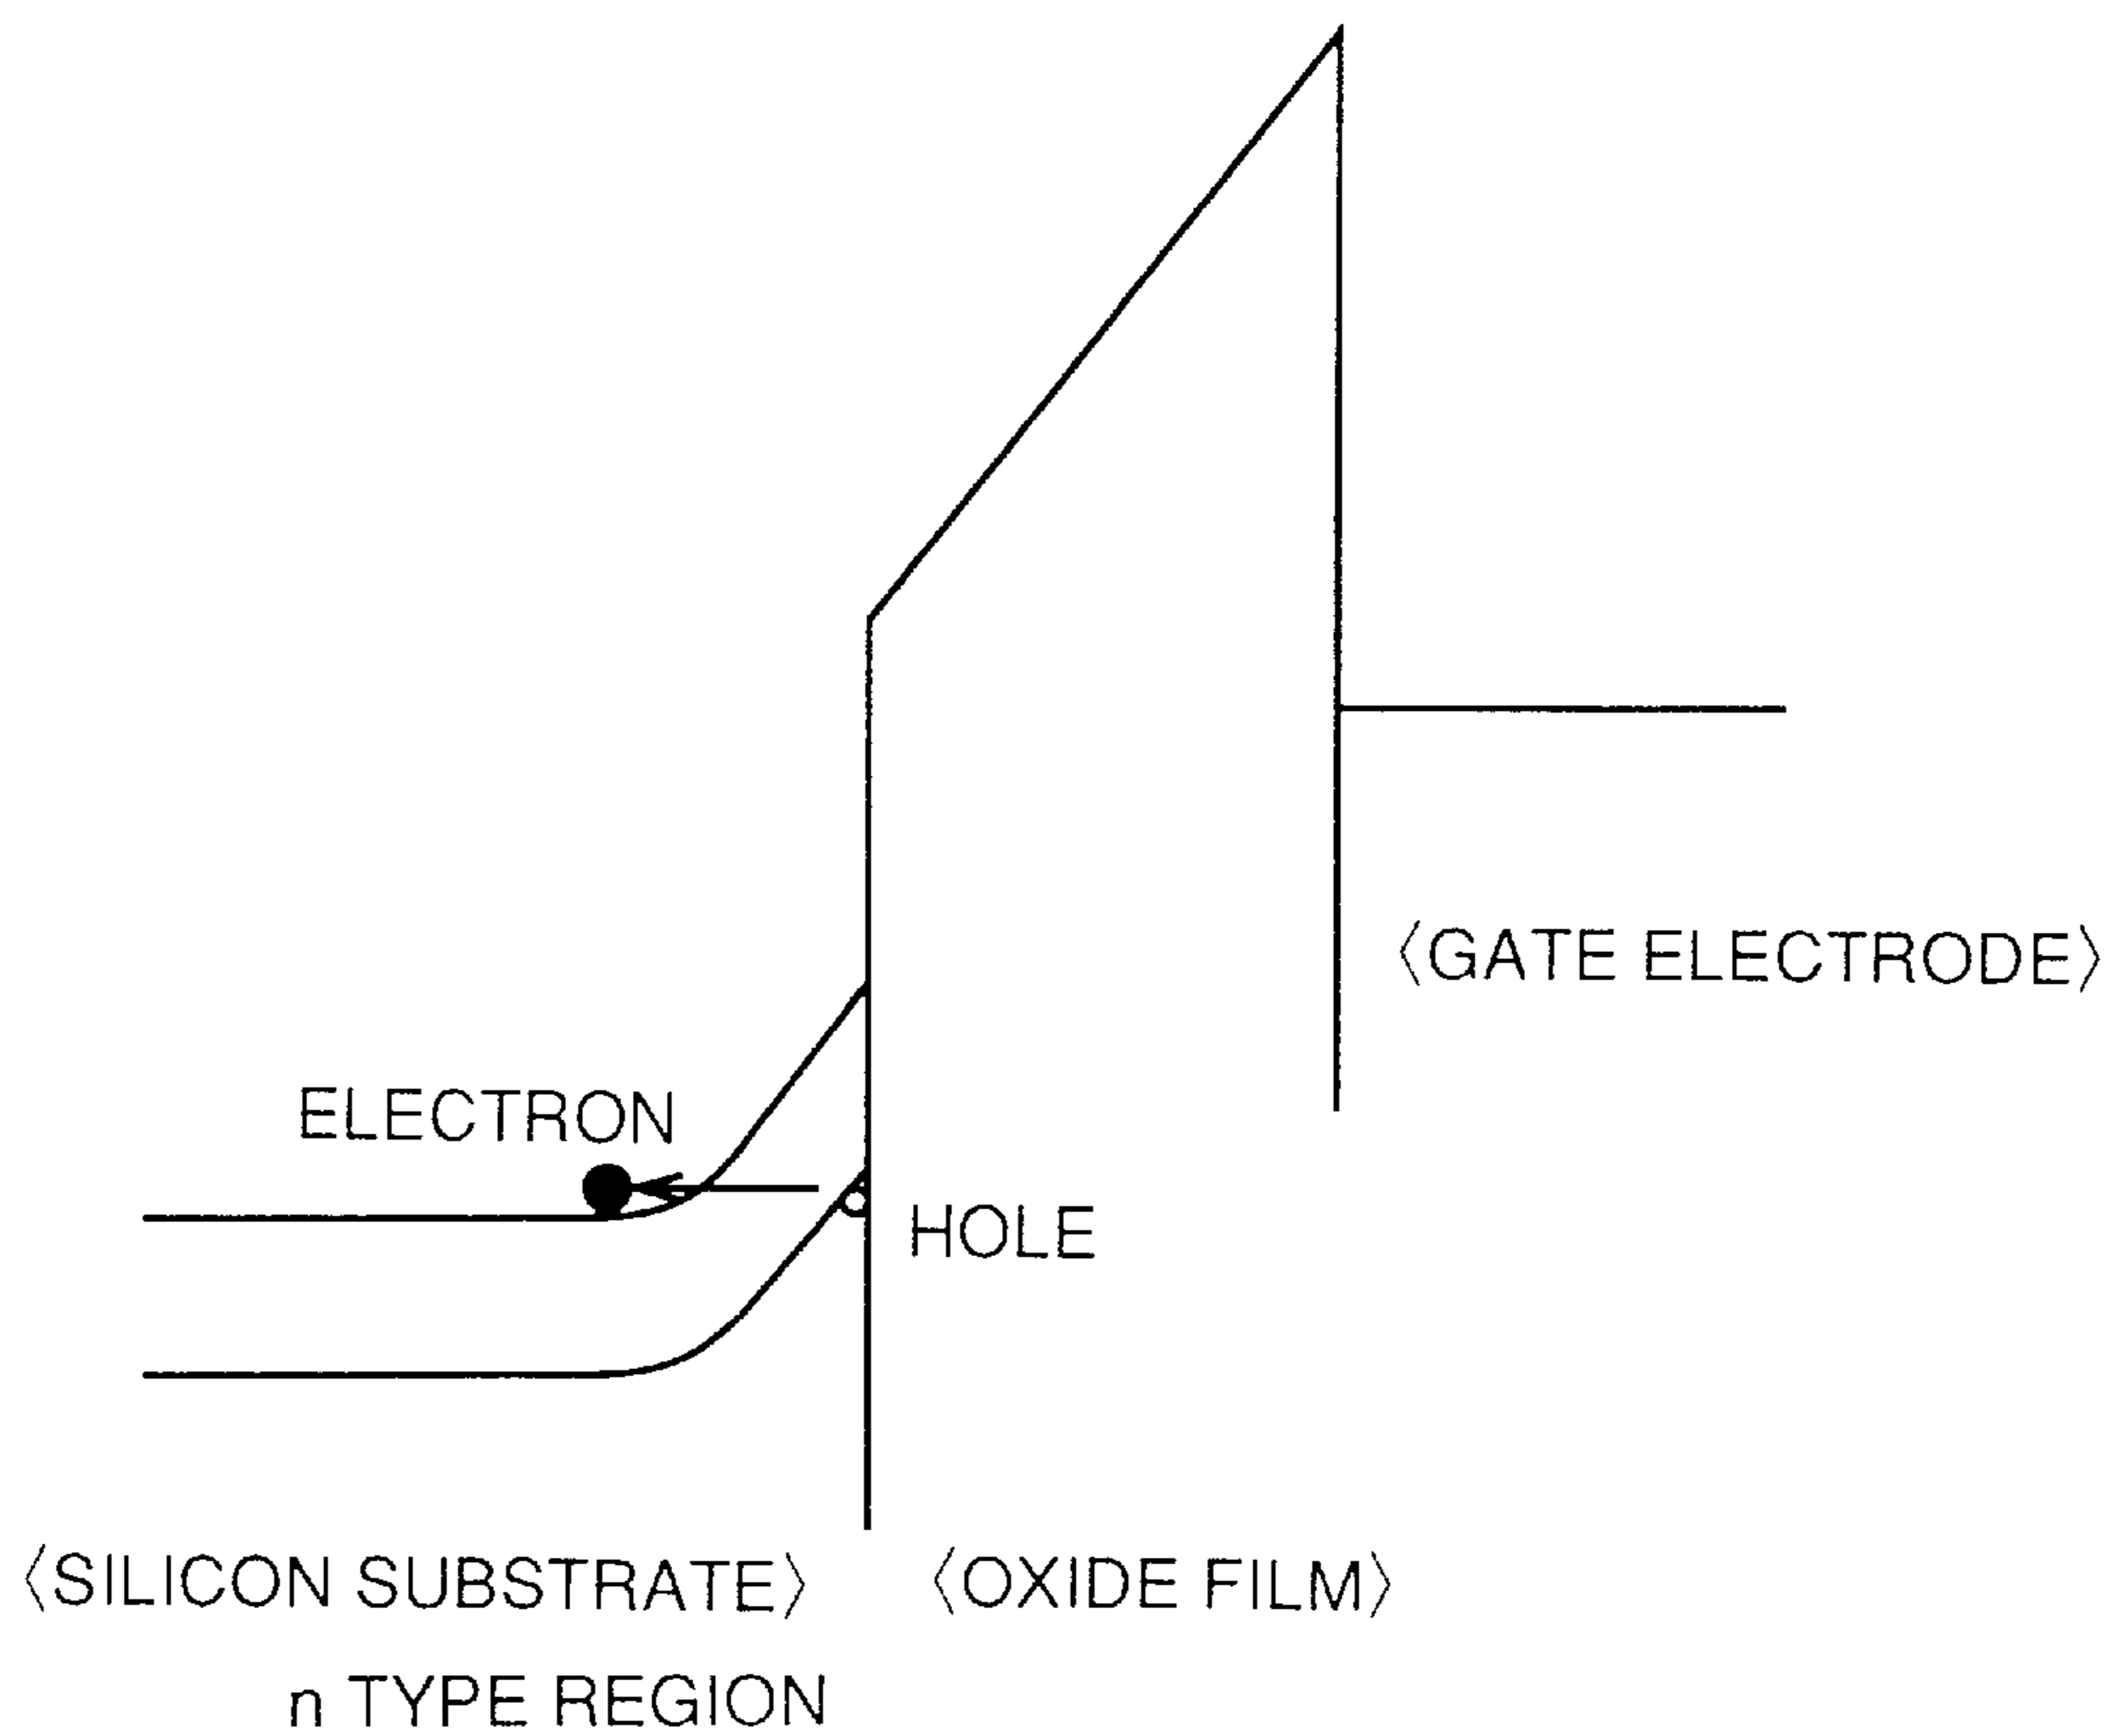 〈GATE ELECTRODE〉
ELECTRON
HOLE
〈SILICON SUBSTRATE〉 〈OXIDE FILM〉
n TYPE REGION